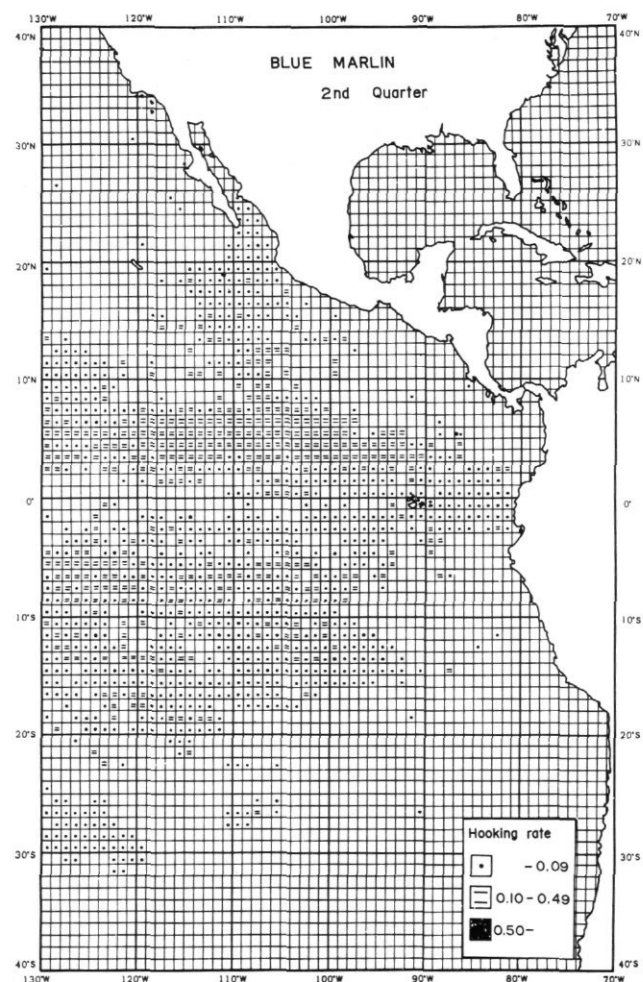 130°W 120°W 110°W 100°W 90°W 80°W 70°W
40°N 40°N
BLUE MARLIN
2nd Quarter
30°N 30°N
20°N 20°N
10°N 10°N
0° 0°
10°S 10°S
20°S 20°S
30°S 30°S
Hooking rate
-0.09
0.10-0.49
0.50-
40°S 40°S
130°W 120°W 110°W 100°W 90°W 80°W 70°W